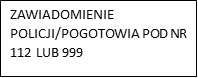 ZAWIADOMIENIE
POLICJI/POGOTOWIA POD NR
112 LUB 999